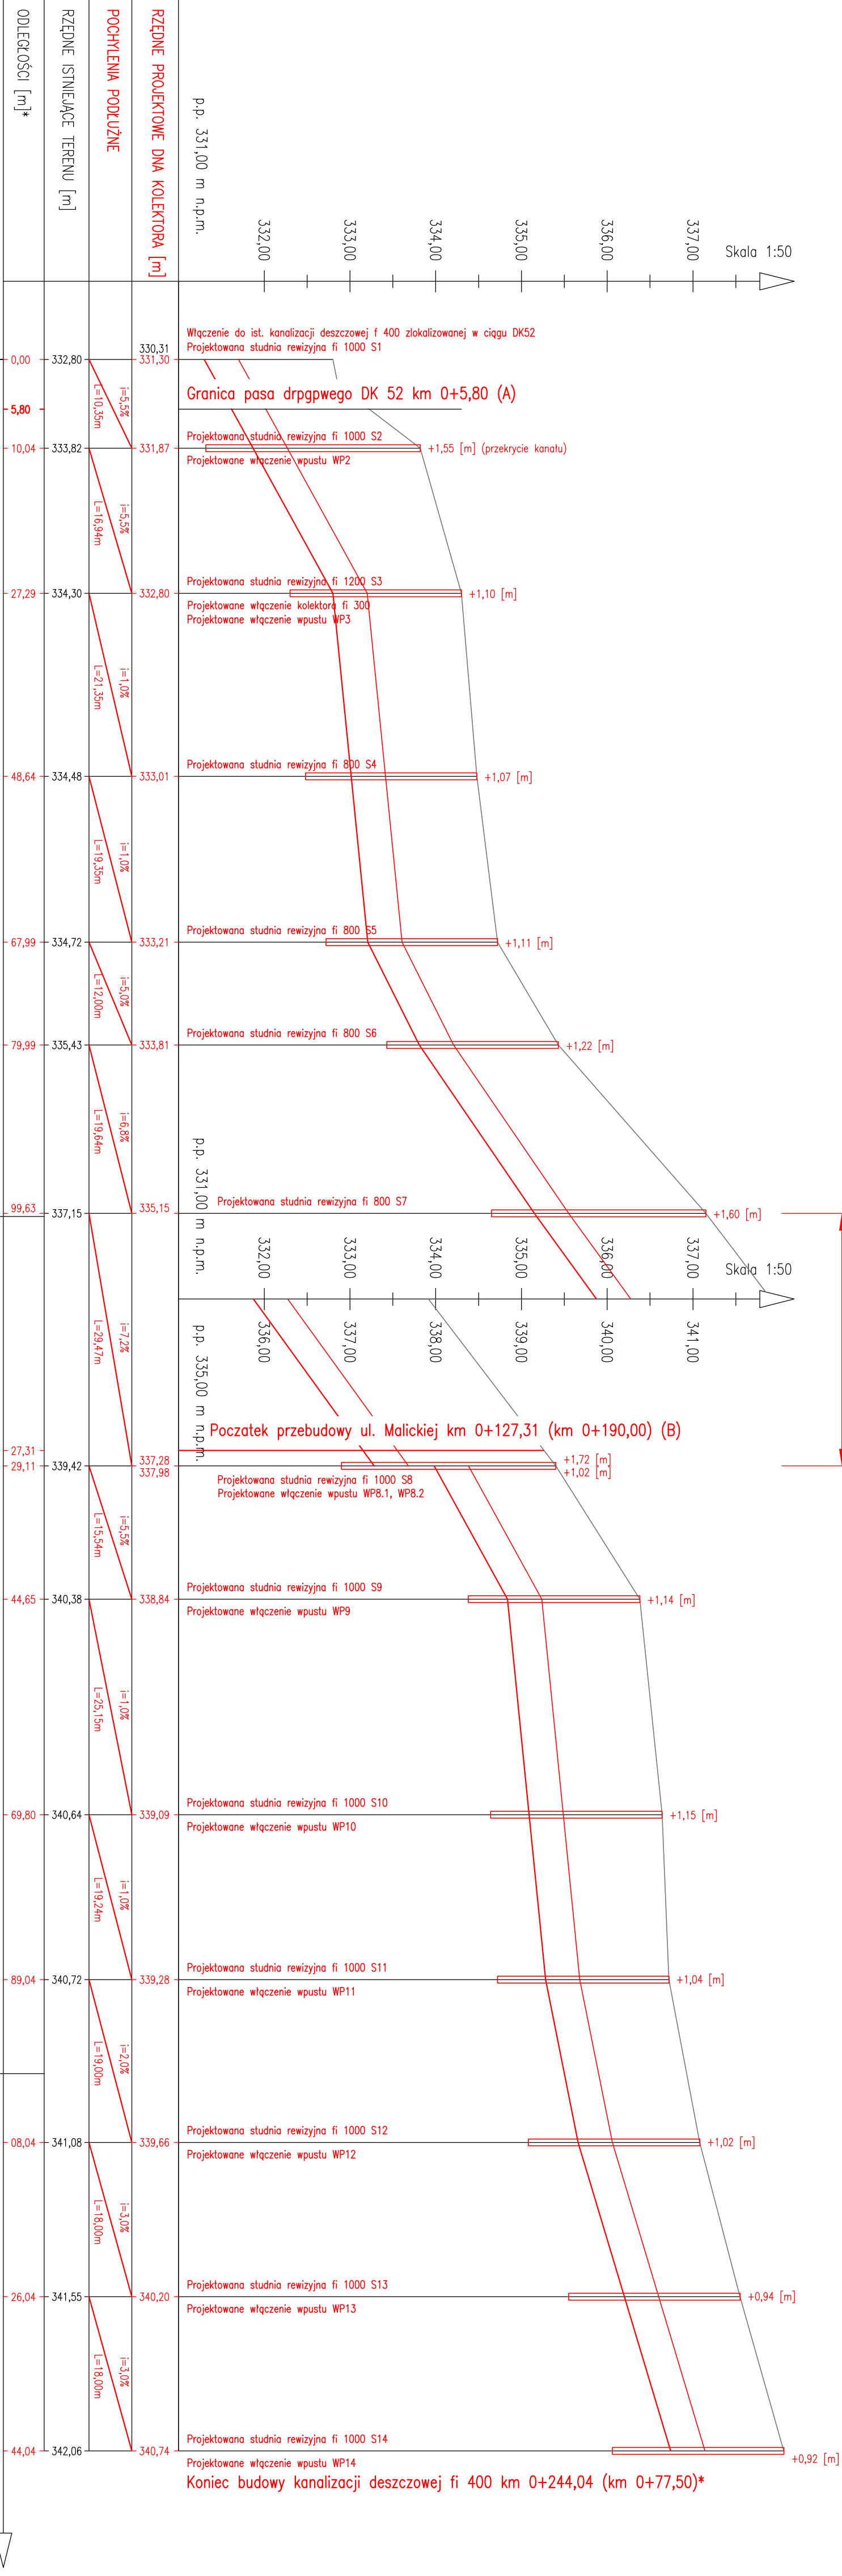 ODLEGŁOŚCI [m]*
RZĘDNE ISTNIEJĄCE TERENU [m]
POCHYLENIA PODŁUŻNE
RZĘDNE PROJEKTOWE DNA KOLEKTORA [m]
p.p. 331,00 m n.p.m.
332,00
333,00
334,00
335,00
336,00
337,00
Skala 1:50
Włączenie do ist. kanalizacji deszczowej f 400 zlokalizowanej w ciągu DK52
330,31
Projektowana studnia rewizyjna fi 1000 S1
0,00
332,80
331,30
i=5,5%
L=10,35m
Granica pasa drpgpwego DK 52 km 0+5,80 (A)
5,80
Projektowana studnia rewizyjna fi 1000 S2
10,04
333,82
331,87
+1,55 [m] (przekrycie kanału)
Projektowane włączenie wpustu WP2
i=5,5%
L=16,94m
Projektowana studnia rewizyjna fi 1200 S3
27,29
334,30
332,80
+1,10 [m]
Projektowane włączenie kolektora fi 300
Projektowane włączenie wpustu WP3
i=1,0%
L=21,35m
Projektowana studnia rewizyjna fi 800 S4
48,64
334,48
333,01
+1,07 [m]
i=1,0%
L=19,35m
Projektowana studnia rewizyjna fi 800 S5
67,99
334,72
333,21
+1,11 [m]
i=5,0%
L=12,00m
Projektowana studnia rewizyjna fi 800 S6
79,99
335,43
333,81
+1,22 [m]
i=6,8%
L=19,64m
p.p. 331,00 m n.p.m.
Projektowana studnia rewizyjna fi 800 S7
99,63
337,15
335,15
+1,60 [m]
332,00
333,00
334,00
335,00
336,00
337,00
Skala 1:50
i=7,2%
L=29,47m
p.p. 335,00 m n.p.m.
336,00
337,00
338,00
339,00
340,00
341,00
Początek przebudowy ul. Malickiej km 0+127,31 (km 0+190,00) (B)
27,31
29,11
339,42
337,28
337,98
+1,72 [m]
+1,02 [m]
Projektowana studnia rewizyjna fi 1000 S8
Projektowane włączenie wpustu WP8.1, WP8.2
i=5,5%
L=15,54m
Projektowana studnia rewizyjna fi 1000 S9
44,65
340,38
338,84
+1,14 [m]
Projektowane włączenie wpustu WP9
i=1,0%
L=25,15m
Projektowana studnia rewizyjna fi 1000 S10
69,80
340,64
339,09
+1,15 [m]
Projektowane włączenie wpustu WP10
i=1,0%
L=19,24m
Projektowana studnia rewizyjna fi 1000 S11
89,04
340,72
339,28
+1,04 [m]
Projektowane włączenie wpustu WP11
i=2,0%
L=19,00m
Projektowana studnia rewizyjna fi 1000 S12
08,04
341,08
339,66
+1,02 [m]
Projektowane włączenie wpustu WP12
i=3,0%
L=18,00m
Projektowana studnia rewizyjna fi 1000 S13
26,04
341,55
340,20
+0,94 [m]
Projektowane włączenie wpustu WP13
i=3,0%
L=18,00m
Projektowana studnia rewizyjna fi 1000 S14
44,04
342,06
340,74
+0,92 [m]
Projektowane włączenie wpustu WP14
Koniec budowy kanalizacji deszczowej fi 400 km 0+244,04 (km 0+77,50)*